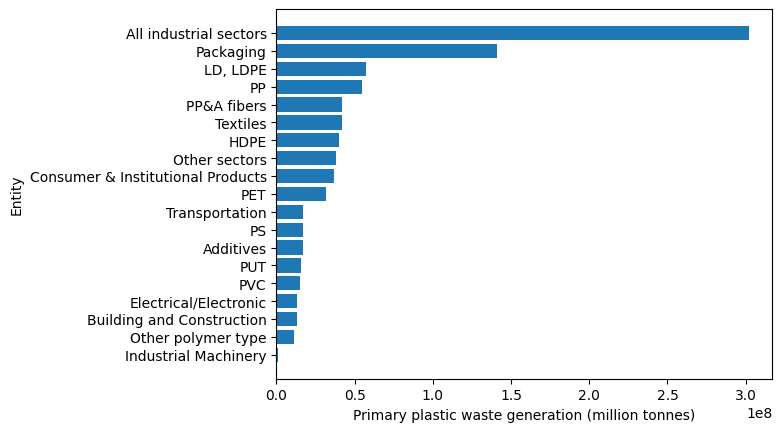 All industrial sectors
Packaging
LD, LDPE
PP
PP&A fibers
Textiles
HDPE
Other sectors
Consumer & Institutional Products
PET
Transportation
PS
Additives
PUT
PVC
Electrical/Electronic
Building and Construction
Other polymer type
Industrial Machinery
Entity
0.0 0.5 1.0 1.5 2.0 2.5 3.0
1e8
Primary plastic waste generation (million tonnes)